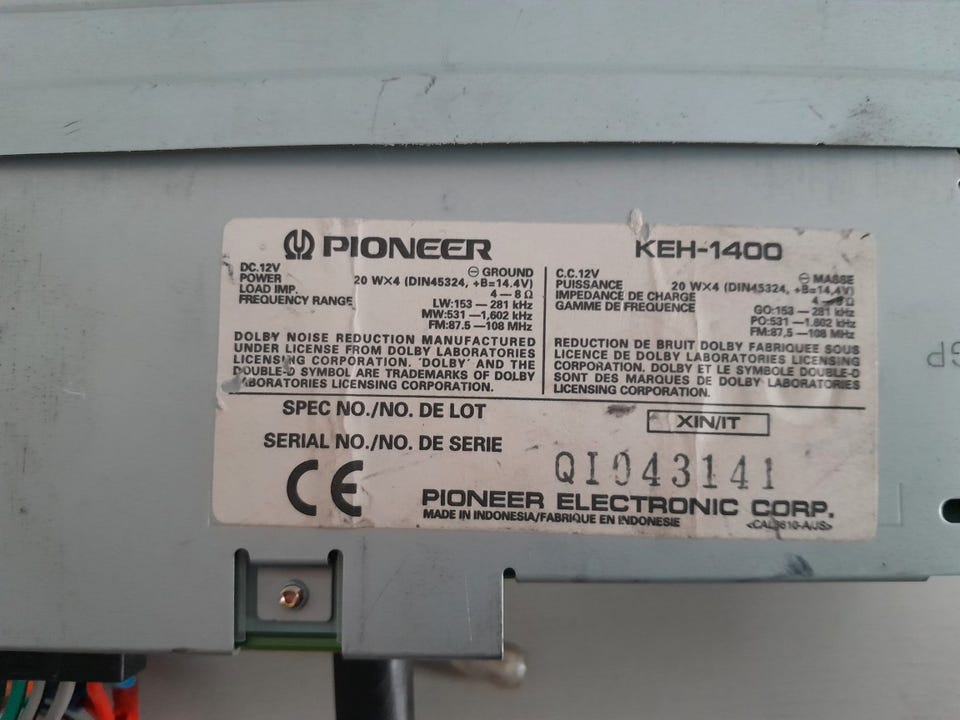 PIONEER
KEH-1400
DC.12V ⊖ GROUND
POWER 20 W×4 (DIN45324, +B=14.4V)
LOAD IMP. 4 — 8 Ω
FREQUENCY RANGE LW:153 — 281 kHz
MW:531 — 1,602 kHz
FM:87.5 — 108 MHz
DOLBY NOISE REDUCTION MANUFACTURED
UNDER LICENSE FROM DOLBY LABORATORIES
LICENSING CORPORATION. "DOLBY" AND THE
DOUBLE-D SYMBOL ARE TRADEMARKS OF DOLBY
LABORATORIES LICENSING CORPORATION.
C.C.12V ⊖ MASSE
PUISSANCE 20 W×4 (DIN45324, +B=14.4V)
IMPEDANCE DE CHARGE 4 — 8 Ω
GAMME DE FREQUENCE GO:153 — 281 kHz
PO:531 — 1.602 kHz
FM:87,5 — 108 MHz
REDUCTION DE BRUIT DOLBY FABRIQUEE SOUS
LICENCE DE DOLBY LABORATORIES LICENSING
CORPORATION. DOLBY ET LE SYMBOLE DOUBLE-D
SONT DES MARQUES DE DOLBY LABORATORIES
LICENSING CORPORATION.
SPEC NO./NO. DE LOT XIN/IT
SERIAL NO./NO. DE SERIE QI043141
CE
PIONEER ELECTRONIC CORP.
MADE IN INDONESIA/FABRIQUE EN INDONESIE